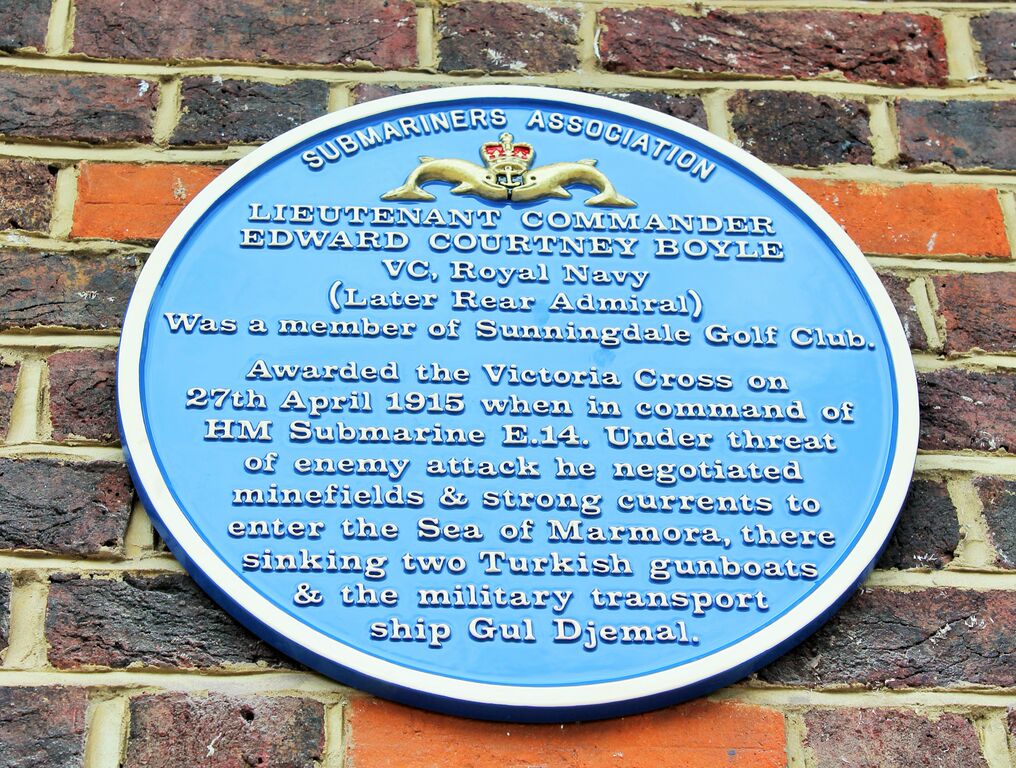 SUBMARINERS ASSOCIATION
LIEUTENANT COMMANDER
EDWARD COURTNEY BOYLE
VC, Royal Navy
(Later Rear Admiral)
Was a member of Sunningdale Golf Club.
Awarded the Victoria Cross on
27th April 1915 when in command of
HM Submarine E.14. Under threat
of enemy attack he negotiated
minefields & strong currents to
enter the Sea of Marmora, there
sinking two Turkish gunboats
& the military transport
ship Gul Djemal.